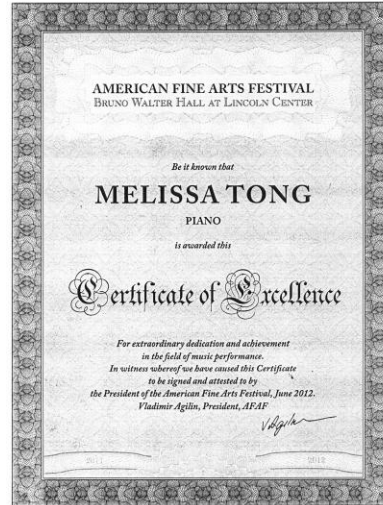 AMERICAN FINE ARTS FESTIVAL
BRUNO WALTER HALL AT LINCOLN CENTER
Be it known that
MELISSA TONG
PIANO
is awarded this
Certificate of Excellence
For extraordinary dedication and achievement
in the field of music performance.
In witness whereof we have caused this Certificate
to be signed and attested to by
the President of the American Fine Arts Festival, June 2012.
Vladimir Agilin, President, AFAF
2011 2012